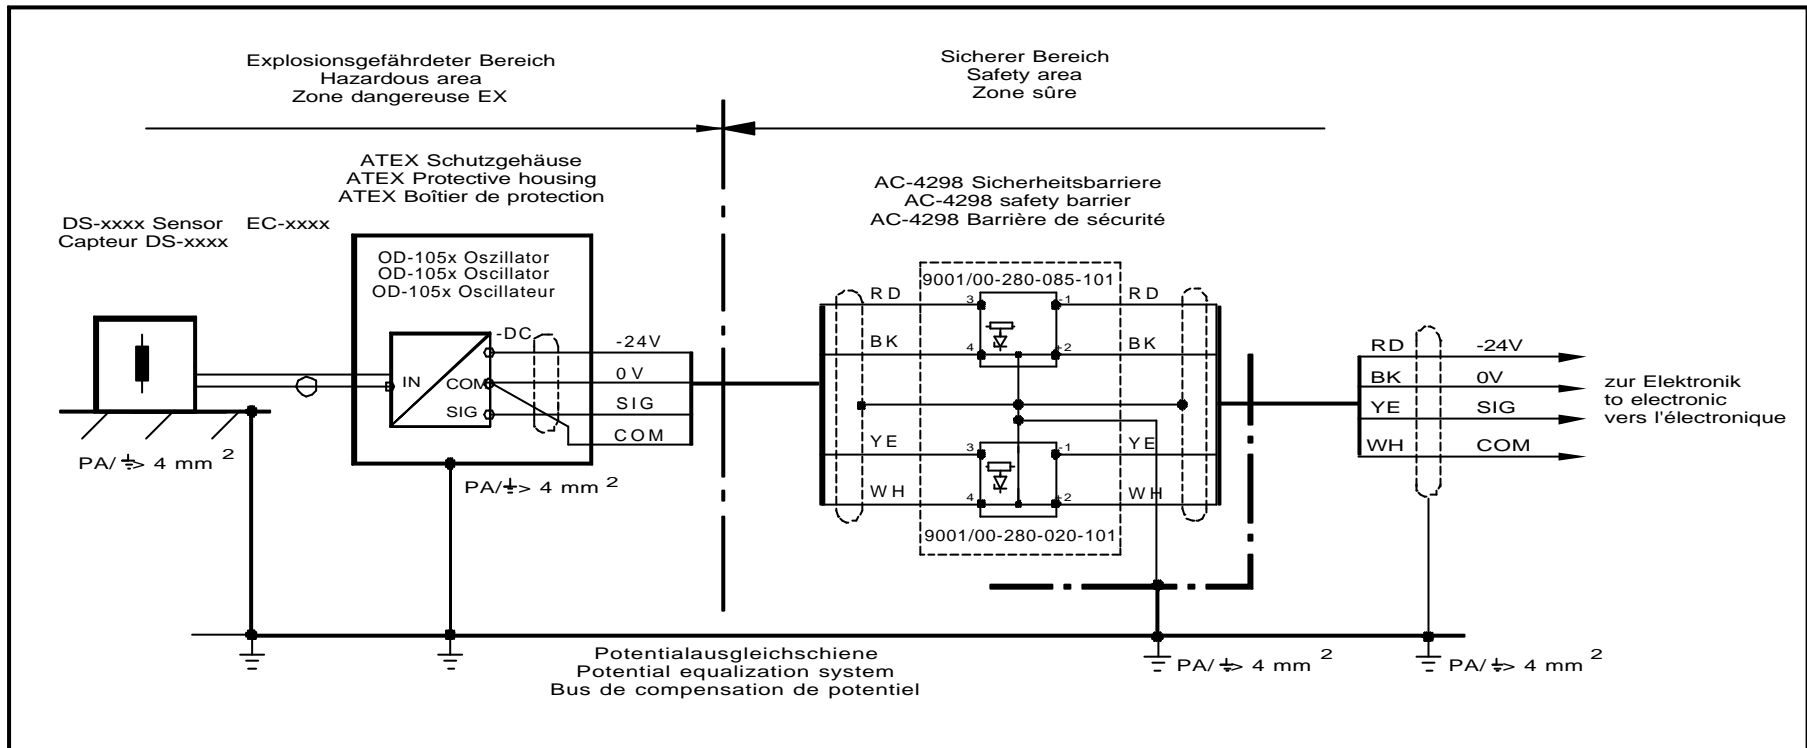 Explosionsgefährdeter Bereich
Hazardous area
Zone dangereuse EX
Sicherer Bereich
Safety area
Zone sûre
ATEX Schutzgehäuse
ATEX Protective housing
ATEX Boîtier de protection
AC-4298 Sicherheitsbarriere
AC-4298 safety barrier
AC-4298 Barrière de sécurité
DS-xxxx Sensor
Capteur DS-xxxx
EC-xxxx
OD-105x Oszillator
OD-105x Oscillator
OD-105x Oscillateur
-DC
IN
COM
SIG
-24V
0V
SIG
COM
PA/ > 4 mm 2
PA/ > 4 mm 2
9001/00-280-085-101
RD
3
-1
RD
BK
4
+2
BK
YE
3
-1
YE
WH
4
+2
WH
9001/00-280-020-101
RD -24V
BK 0V
YE SIG
WH COM
zur Elektronik
to electronic
vers l'électronique
Potentialausgleichschiene
Potential equalization system
Bus de compensation de potentiel
PA/ > 4 mm 2
PA/ > 4 mm 2